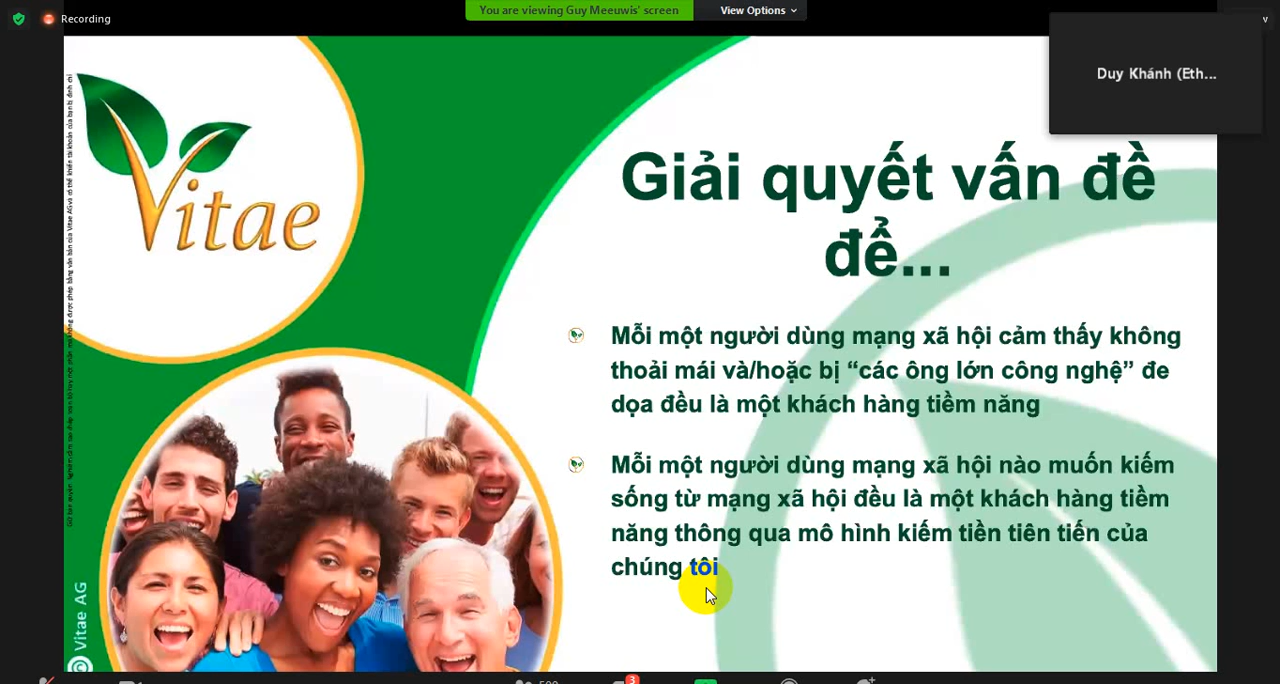 Recording
You are viewing Guy Meeuwis' screen
View Options
Duy Khánh (Eth...
Vitae
Giải quyết vấn đề
để...
Mỗi một người dùng mạng xã hội cảm thấy không
thoải mái và/hoặc bị “các ông lớn công nghệ” đe
dọa đều là một khách hàng tiềm năng
Mỗi một người dùng mạng xã hội nào muốn kiếm
sống từ mạng xã hội đều là một khách hàng tiềm
năng thông qua mô hình kiếm tiền tiên tiến của
chúng tôi
© Vitae AG
3